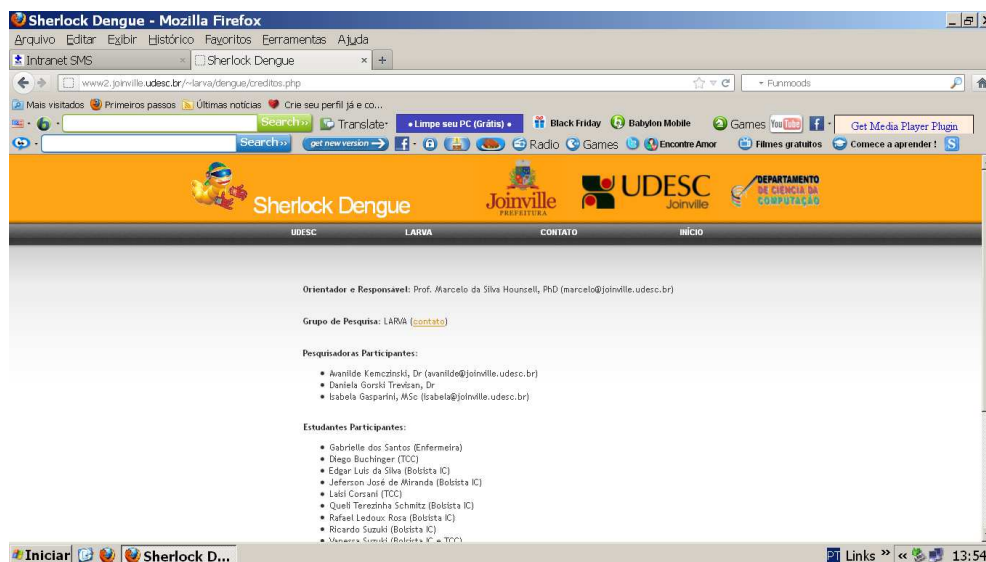 Sherlock Dengue - Mozilla Firefox
Arquivo Editar Exibir Histórico Favoritos Ferramentas Ajuda
Intranet SMS × Sherlock Dengue × +
www2.joinville.udesc.br/~larva/dengue/creditos.php Funmoods
Mais visitados Primeiros passos Últimas notícias Crie seu perfil já e co...
Search Translate • Limpe seu PC (Grátis) • Black Friday Babylon Mobile Games YouTube Get Media Player Plugin
Search get new version Radio Games Encontre Amor Filmes gratuitos Comece a aprender !
Sherlock Dengue Joinville PREFEITURA UDESC Joinville DEPARTAMENTO DE CIÊNCIA DA COMPUTAÇÃO
UDESC LARVA CONTATO INÍCIO
Orientador e Responsável: Prof. Marcelo da Silva Hounsell, PhD (marcelo@joinville.udesc.br)
Grupo de Pesquisa: LARVA (contato)
Pesquisadoras Participantes:
• Avanilde Kemczinski, Dr (avanilde@joinville.udesc.br)
• Daniela Gorski Trevisan, Dr
• Isabela Gasparini, MSc (isabela@joinville.udesc.br)
Estudantes Participantes:
• Gabrielle dos Santos (Enfermeira)
• Diego Buchinger (TCC)
• Edgar Luis da Silva (Bolsista IC)
• Jeferson José de Miranda (Bolsista IC)
• Laisi Corsani (TCC)
• Queli Terezinha Schmitz (Bolsista IC)
• Rafael Ledoux Rosa (Bolsista IC)
• Ricardo Suzuki (Bolsista IC)
• Vanessa Suzuki (Bolsista IC e TCC)
Iniciar Sherlock D... PT Links » « 13:54